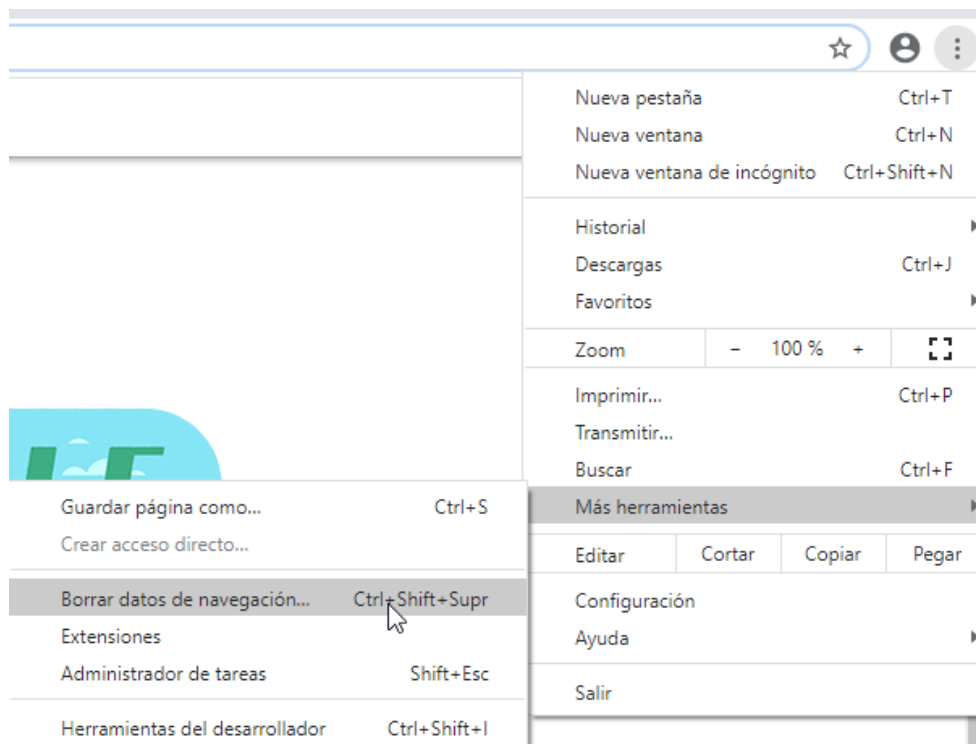 Nueva pestaña Ctrl+T
Nueva ventana Ctrl+N
Nueva ventana de incógnito Ctrl+Shift+N
Historial
Descargas Ctrl+J
Favoritos
Zoom - 100 % +
Imprimir... Ctrl+P
Transmitir...
Buscar Ctrl+F
Más herramientas
Editar Cortar Copiar Pegar
Configuración
Ayuda
Salir
Guardar página como... Ctrl+S
Crear acceso directo...
Borrar datos de navegación... Ctrl+Shift+Supr
Extensiones
Administrador de tareas Shift+Esc
Herramientas del desarrollador Ctrl+Shift+I